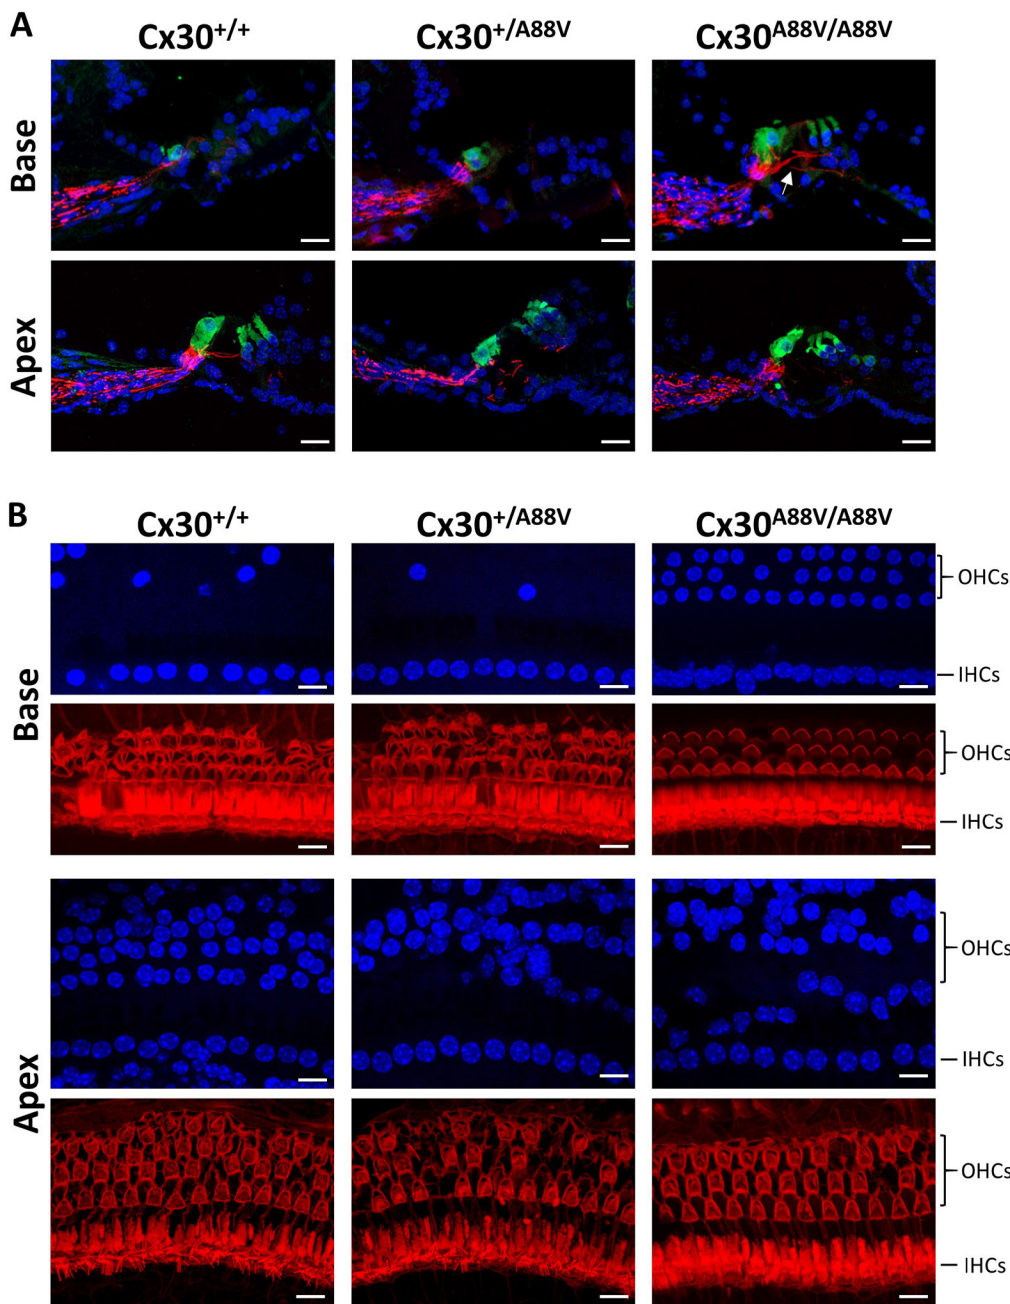 A
Cx30+/+ Cx30+/A88V Cx30A88V/A88V
Base
Apex
B
Cx30+/+ Cx30+/A88V Cx30A88V/A88V
Base
OHCs
IHCs
OHCs
IHCs
Apex
OHCs
IHCs
OHCs
IHCs